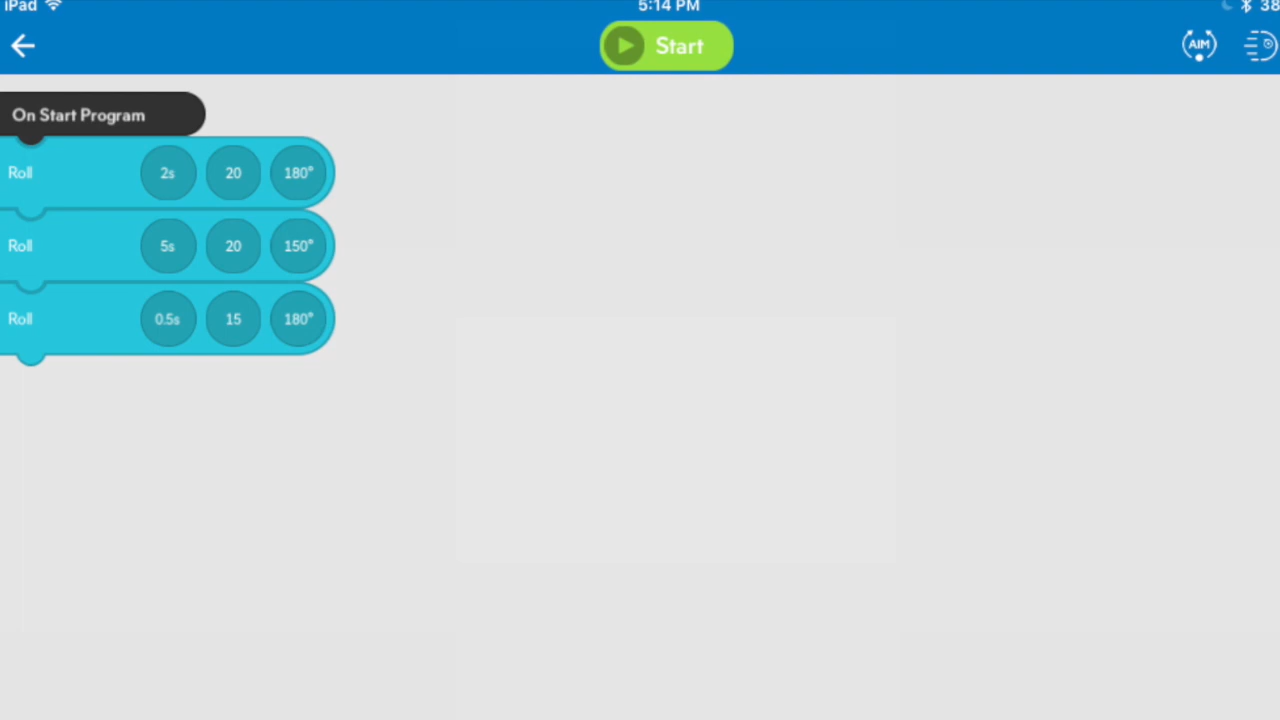 iPad 5:14 PM 38
Start AIM
On Start Program
Roll 2s 20 180°
Roll 5s 20 150°
Roll 0.5s 15 180°